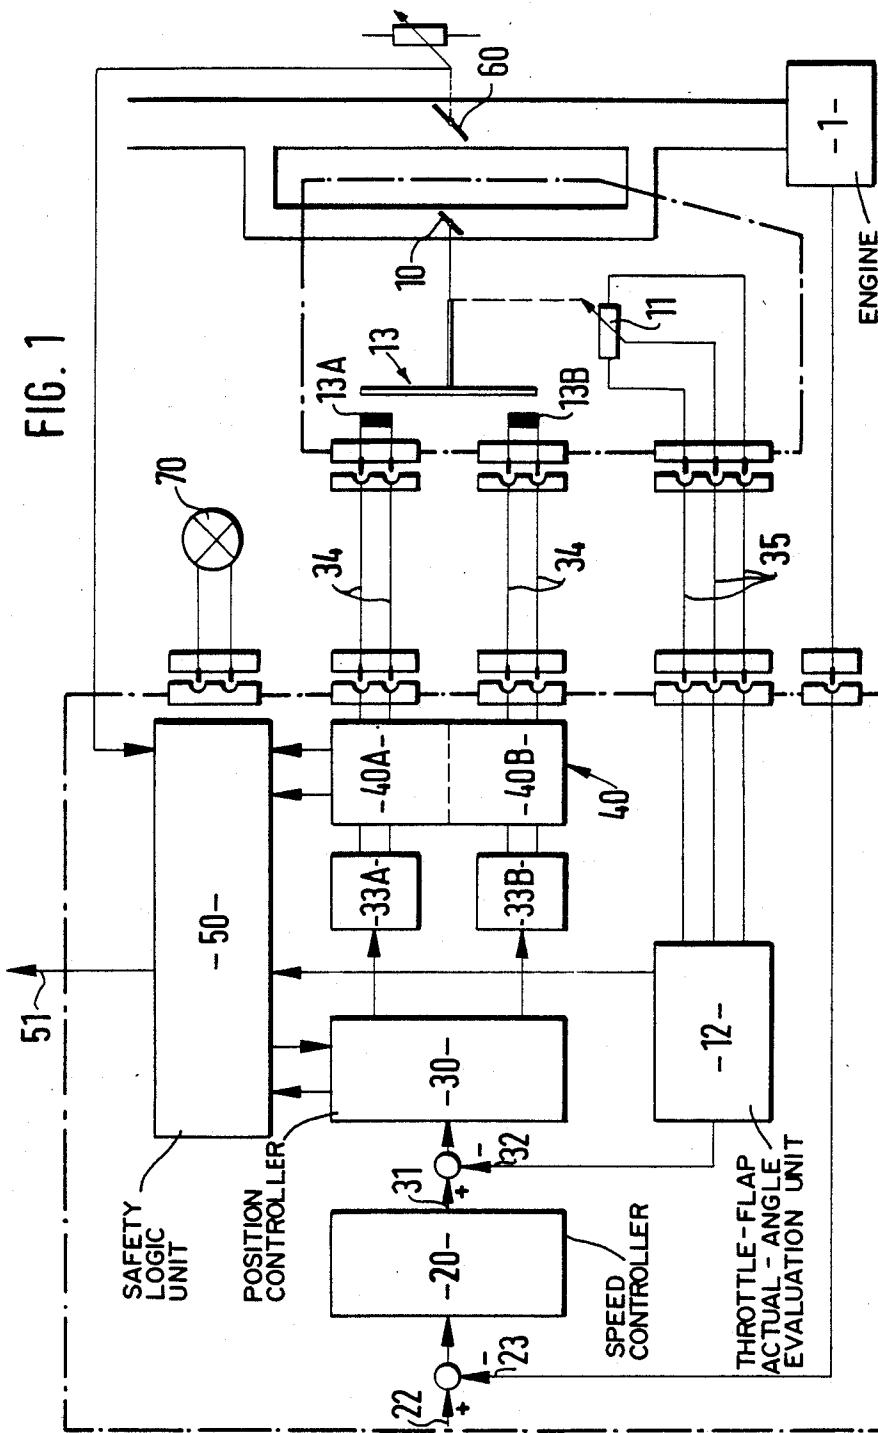 FIG. 1
51
SAFETY
LOGIC
UNIT
-50-
70
60
POSITION
CONTROLLER
-30-
-33A-
-33B-
-40A-
-40B-
40
34
34
13A
13
13B
10
11
22
+
-
23
-20-
SPEED
CONTROLLER
31
+
-
32
THROTTLE-FLAP
ACTUAL-ANGLE
EVALUATION UNIT
-12-
35
-1-
ENGINE